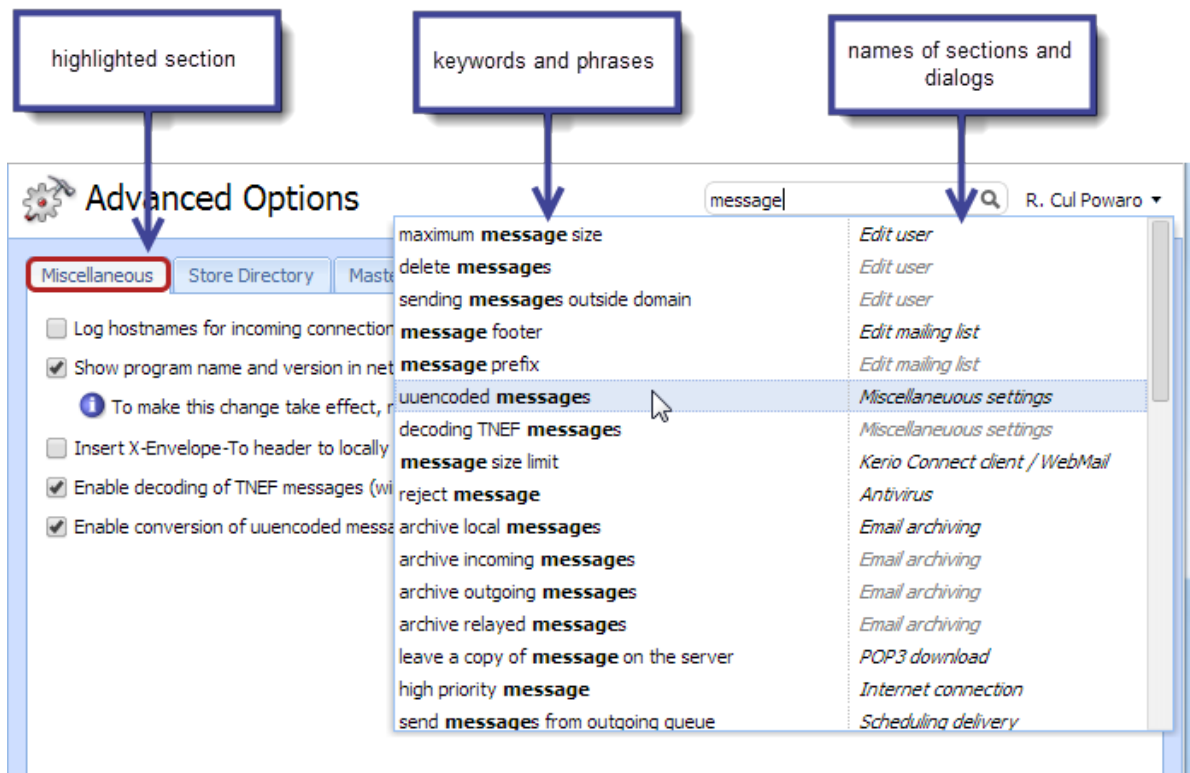 highlighted section
keywords and phrases
names of sections and
dialogs
Advanced Options
message
R. Cul Powaro
Miscellaneous
Store Directory
Maste
Log hostnames for incoming connection
Show program name and version in net
To make this change take effect, r
Insert X-Envelope-To header to locally
Enable decoding of TNEF messages (wi
Enable conversion of uuencoded messa
maximum message size Edit user
delete messages Edit user
sending messages outside domain Edit user
message footer Edit mailing list
message prefix Edit mailing list
uuencoded messages Miscellaneuous settings
decoding TNEF messages Miscellaneuous settings
message size limit Kerio Connect client / WebMail
reject message Antivirus
archive local messages Email archiving
archive incoming messages Email archiving
archive outgoing messages Email archiving
archive relayed messages Email archiving
leave a copy of message on the server POP3 download
high priority message Internet connection
send messages from outgoing queue Scheduling delivery